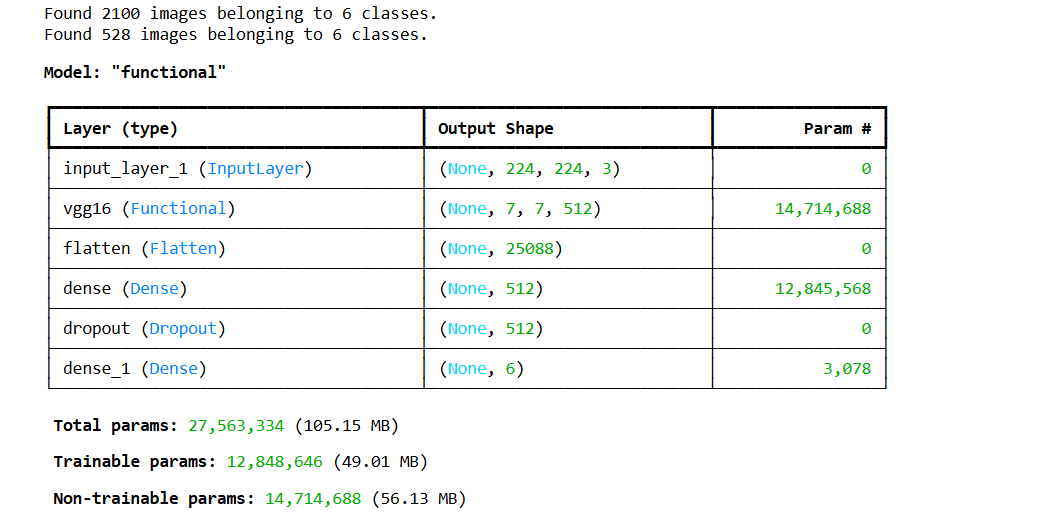 Found 2100 images belonging to 6 classes.
Found 528 images belonging to 6 classes.
Model: "functional"
Layer (type) Output Shape Param #
input_layer_1 (InputLayer) (None, 224, 224, 3) 0
vgg16 (Functional) (None, 7, 7, 512) 14,714,688
flatten (Flatten) (None, 25088) 0
dense (Dense) (None, 512) 12,845,568
dropout (Dropout) (None, 512) 0
dense_1 (Dense) (None, 6) 3,078
Total params: 27,563,334 (105.15 MB)
Trainable params: 12,848,646 (49.01 MB)
Non-trainable params: 14,714,688 (56.13 MB)